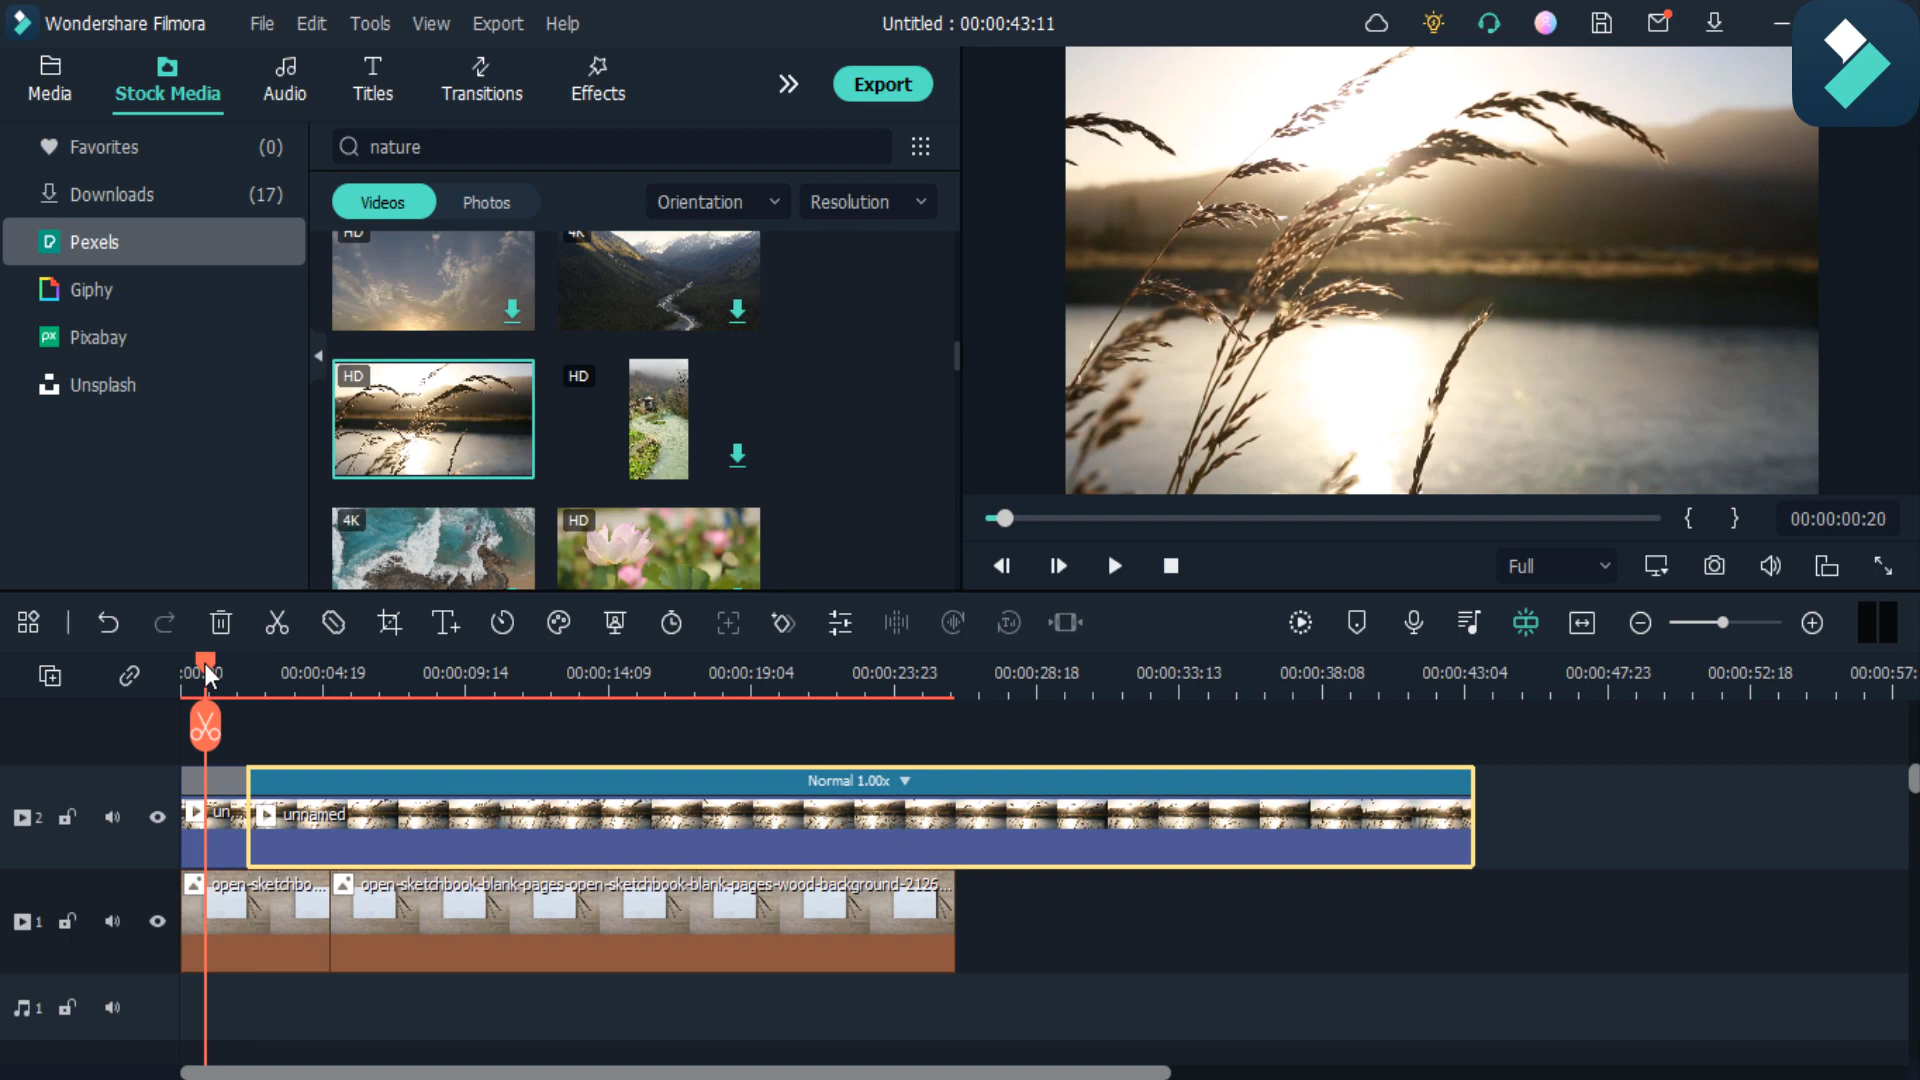 Wondershare Filmora File Edit Tools View Export Help Untitled : 00:00:43:11
Media Stock Media Audio Titles Transitions Effects Export
Favorites (0)
Downloads (17)
Pexels
Giphy
Pixabay
Unsplash
nature
Videos Photos Orientation Resolution
HD 4K
HD HD
4K HD
00:00:00:20
Full
00:00:04:19 00:00:09:14 00:00:14:09 00:00:19:04 00:00:23:23 00:00:28:18 00:00:33:13 00:00:38:08 00:00:43:04 00:00:47:23 00:00:52:18 00:00:57:
Normal 1.00x
2 un... unnamed
open-sketchbo... open-sketchbook-blank-pages-open-sketchbook-blank-pages-wood-background-2126...
1
1